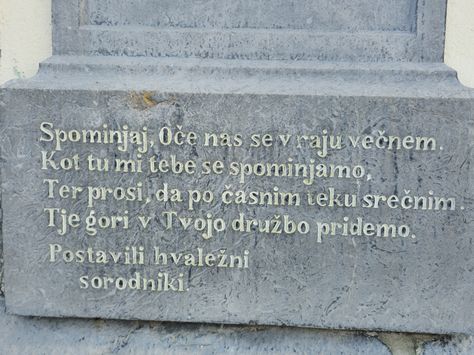 Spominjaj, Oče nas se v raju večnem.
Kot tu mi tebe se spominjamo,
Ter prosi, da po časnim teku srečnim.
Tje gori v Tvojo družbo pridemo.
Postavili hvaležni
sorodniki.